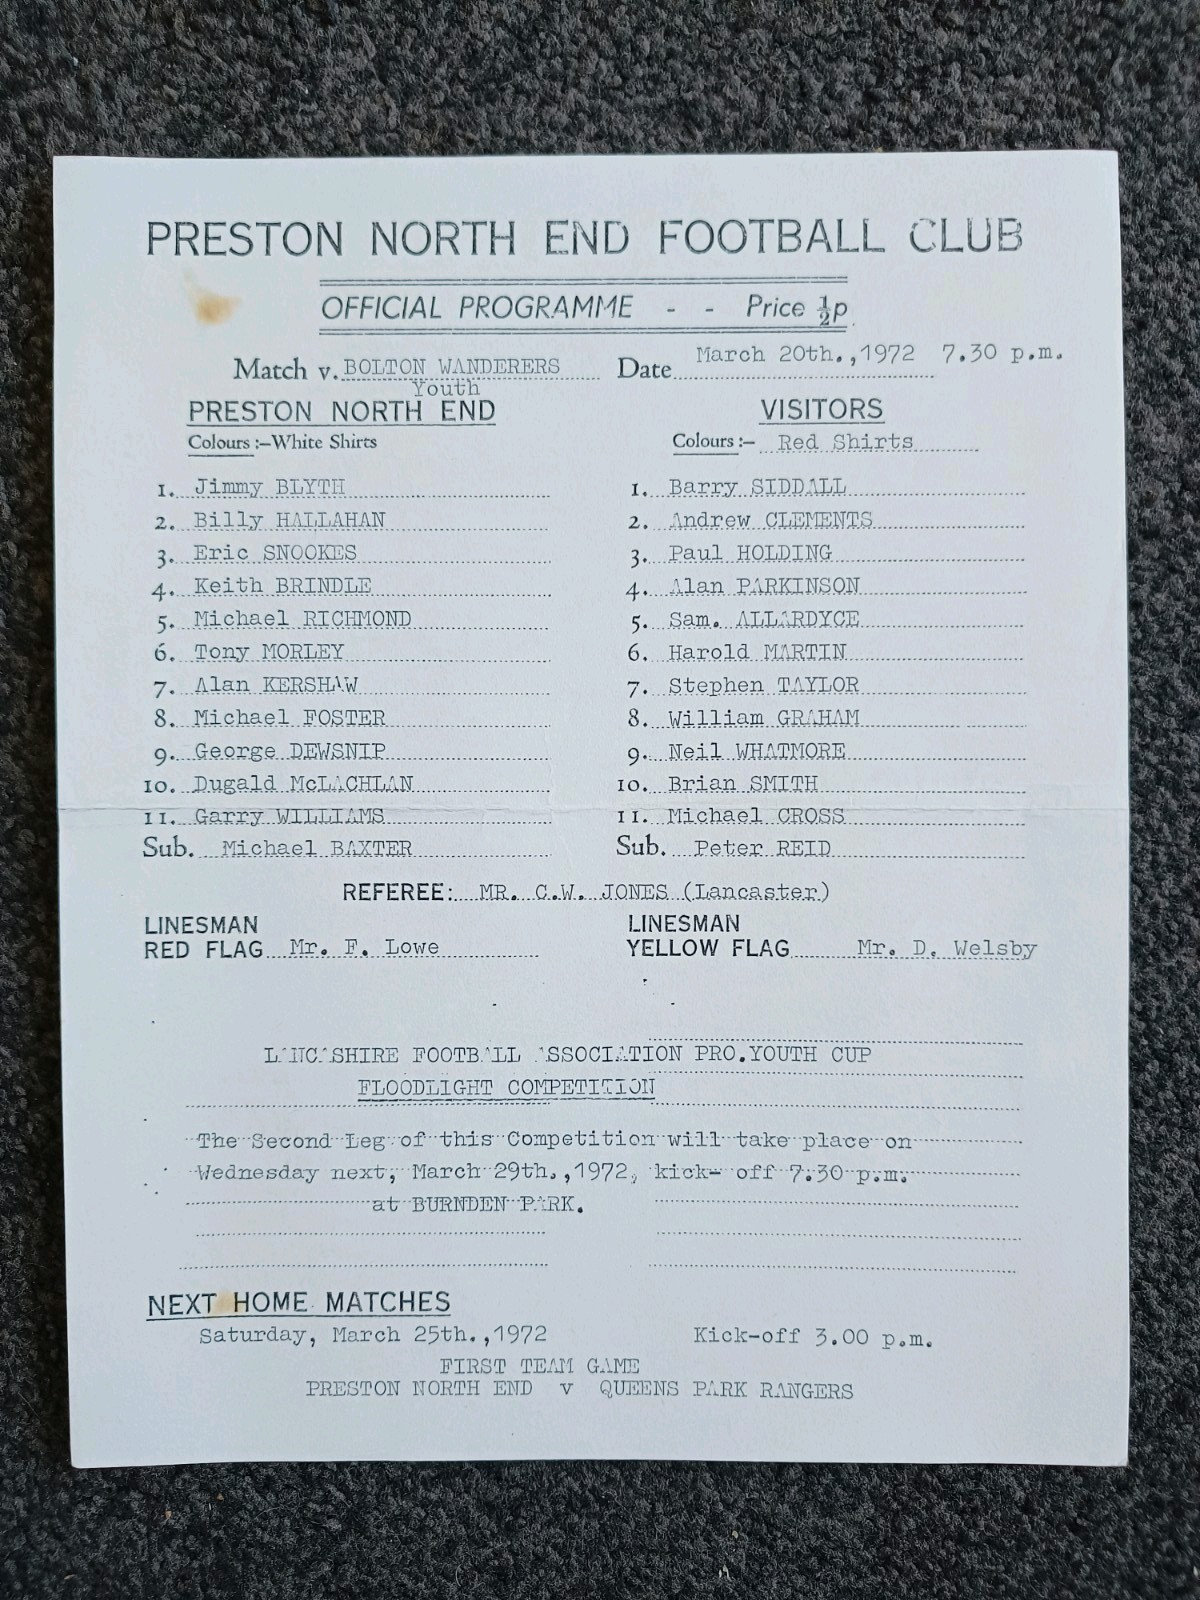 PRESTON NORTH END FOOTBALL CLUB
OFFICIAL PROGRAMME - - Price ½p
Match v. BOLTON WANDERERS Date March 20th.,1972 7.30 p.m.
Youth
PRESTON NORTH END
Colours:-White Shirts
1. Jimmy BLYTH
2. Billy HALLAHAN
3. Eric SNOOKES
4. Keith BRINDLE
5. Michael RICHMOND
6. Tony MORLEY
7. Alan KERSHAW
8. Michael FOSTER
9. George DEWSNIP
10. Dugald McLACHLAN
11. Garry WILLIAMS
Sub. Michael BAXTER
VISITORS
Colours:- Red Shirts
1. Barry SIDDALL
2. Andrew CLEMENTS
3. Paul HOLDING
4. Alan PARKINSON
5. Sam. ALLARDYCE
6. Harold MARTIN
7. Stephen TAYLOR
8. William GRAHAM
9. Neil WHATMORE
10. Brian SMITH
11. Michael CROSS
Sub. Peter REID
REFEREE: MR. C.W. JONES (Lancaster)
LINESMAN
RED FLAG Mr. F. Lowe
LINESMAN
YELLOW FLAG Mr. D. Welsby
LANCASHIRE FOOTBALL ASSOCIATION PRO.YOUTH CUP
FLOODLIGHT COMPETITION
The Second Leg of this Competition will take place on
Wednesday next, March 29th.,1972, kick- off 7.30 p.m.
at BURNDEN PARK.
NEXT HOME MATCHES
Saturday, March 25th.,1972 Kick-off 3.00 p.m.
FIRST TEAM GAME
PRESTON NORTH END v QUEENS PARK RANGERS